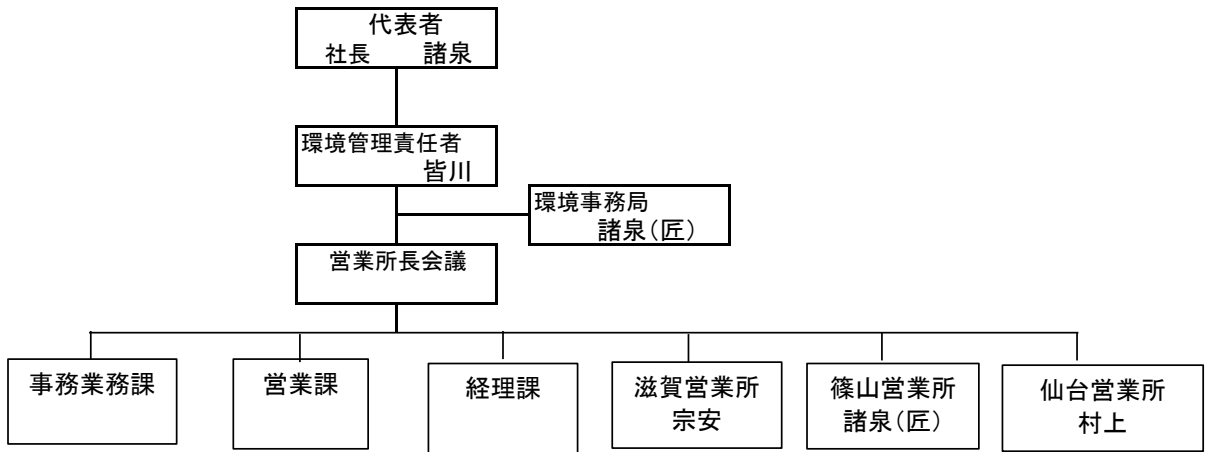 代表者
社長　　諸泉
環境管理責任者
皆川
環境事務局
諸泉（匠）
営業所長会議
事務業務課
営業課
経理課
滋賀営業所
宗安
篠山営業所
諸泉（匠）
仙台営業所
村上